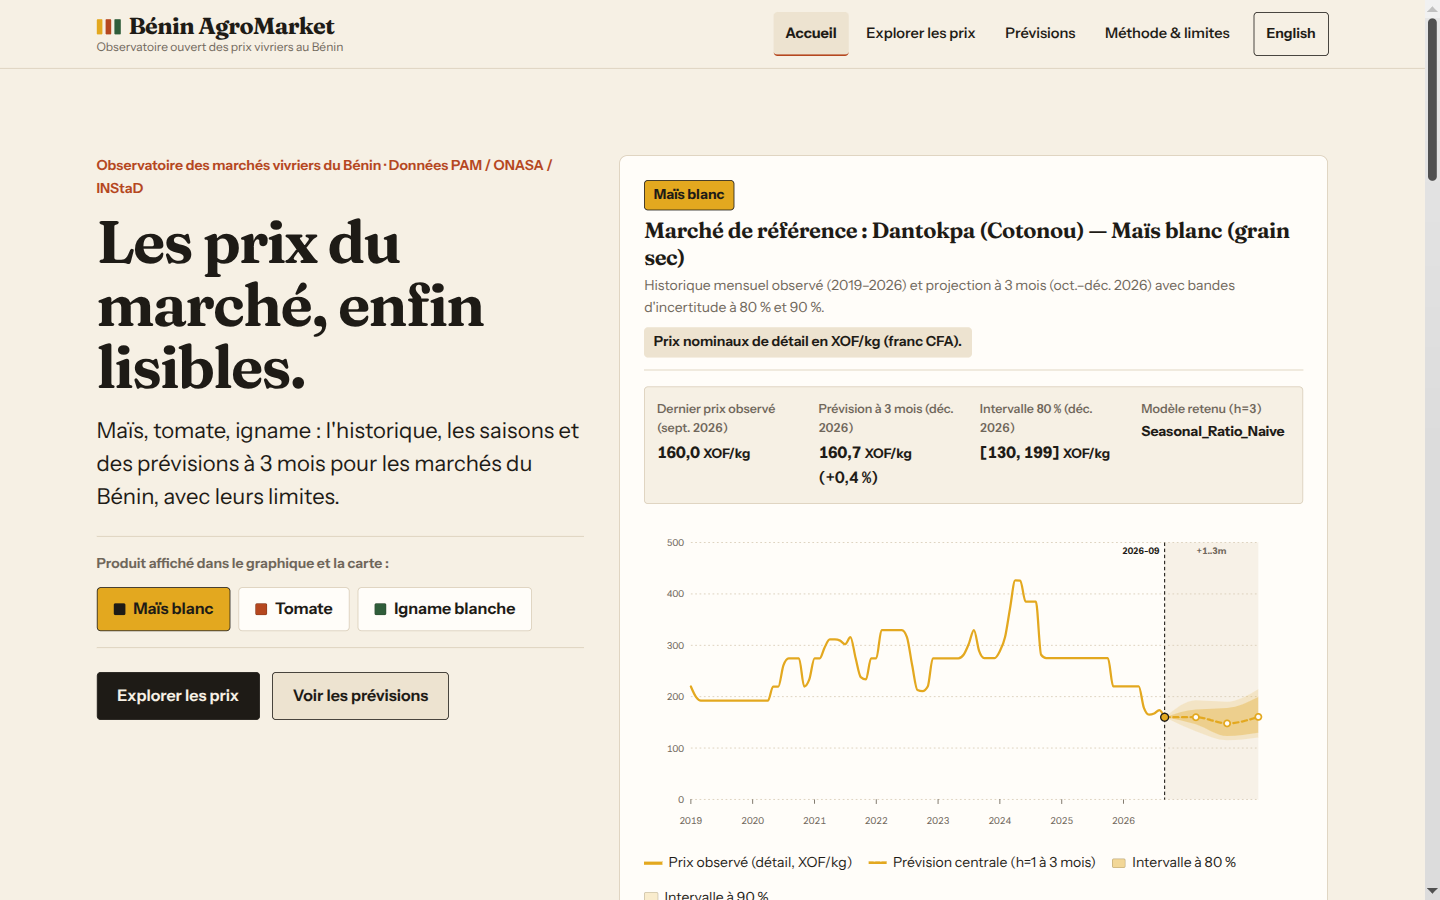 Bénin AgroMarket
Observatoire ouvert des prix vivriers au Bénin
Accueil
Explorer les prix
Prévisions
Méthode & limites
English
Observatoire des marchés vivriers du Bénin · Données PAM / ONASA /
INStaD
Les prix du
marché, enfin
lisibles.
Maïs, tomate, igname : l'historique, les saisons et
des prévisions à 3 mois pour les marchés du
Bénin, avec leurs limites.
Produit affiché dans le graphique et la carte :
Maïs blanc
Tomate
Igname blanche
Explorer les prix
Voir les prévisions
Maïs blanc
Marché de référence : Dantokpa (Cotonou) — Maïs blanc (grain
sec)
Historique mensuel observé (2019–2026) et projection à 3 mois (oct.–déc. 2026) avec bandes
d'incertitude à 80 % et 90 %.
Prix nominaux de détail en XOF/kg (franc CFA).
Dernier prix observé
(sept. 2026)
160,0 XOF/kg
Prévision à 3 mois (déc.
2026)
160,7 XOF/kg
(+0,4 %)
Intervalle 80 % (déc.
2026)
[130, 199] XOF/kg
Modèle retenu (h=3)
Seasonal_Ratio_Naive
500
400
300
200
100
0
2026-09
+1..3m
2019
2020
2021
2022
2023
2024
2025
2026
Prix observé (détail, XOF/kg)
Prévision centrale (h=1 à 3 mois)
Intervalle à 80 %
Intervalle à 90 %